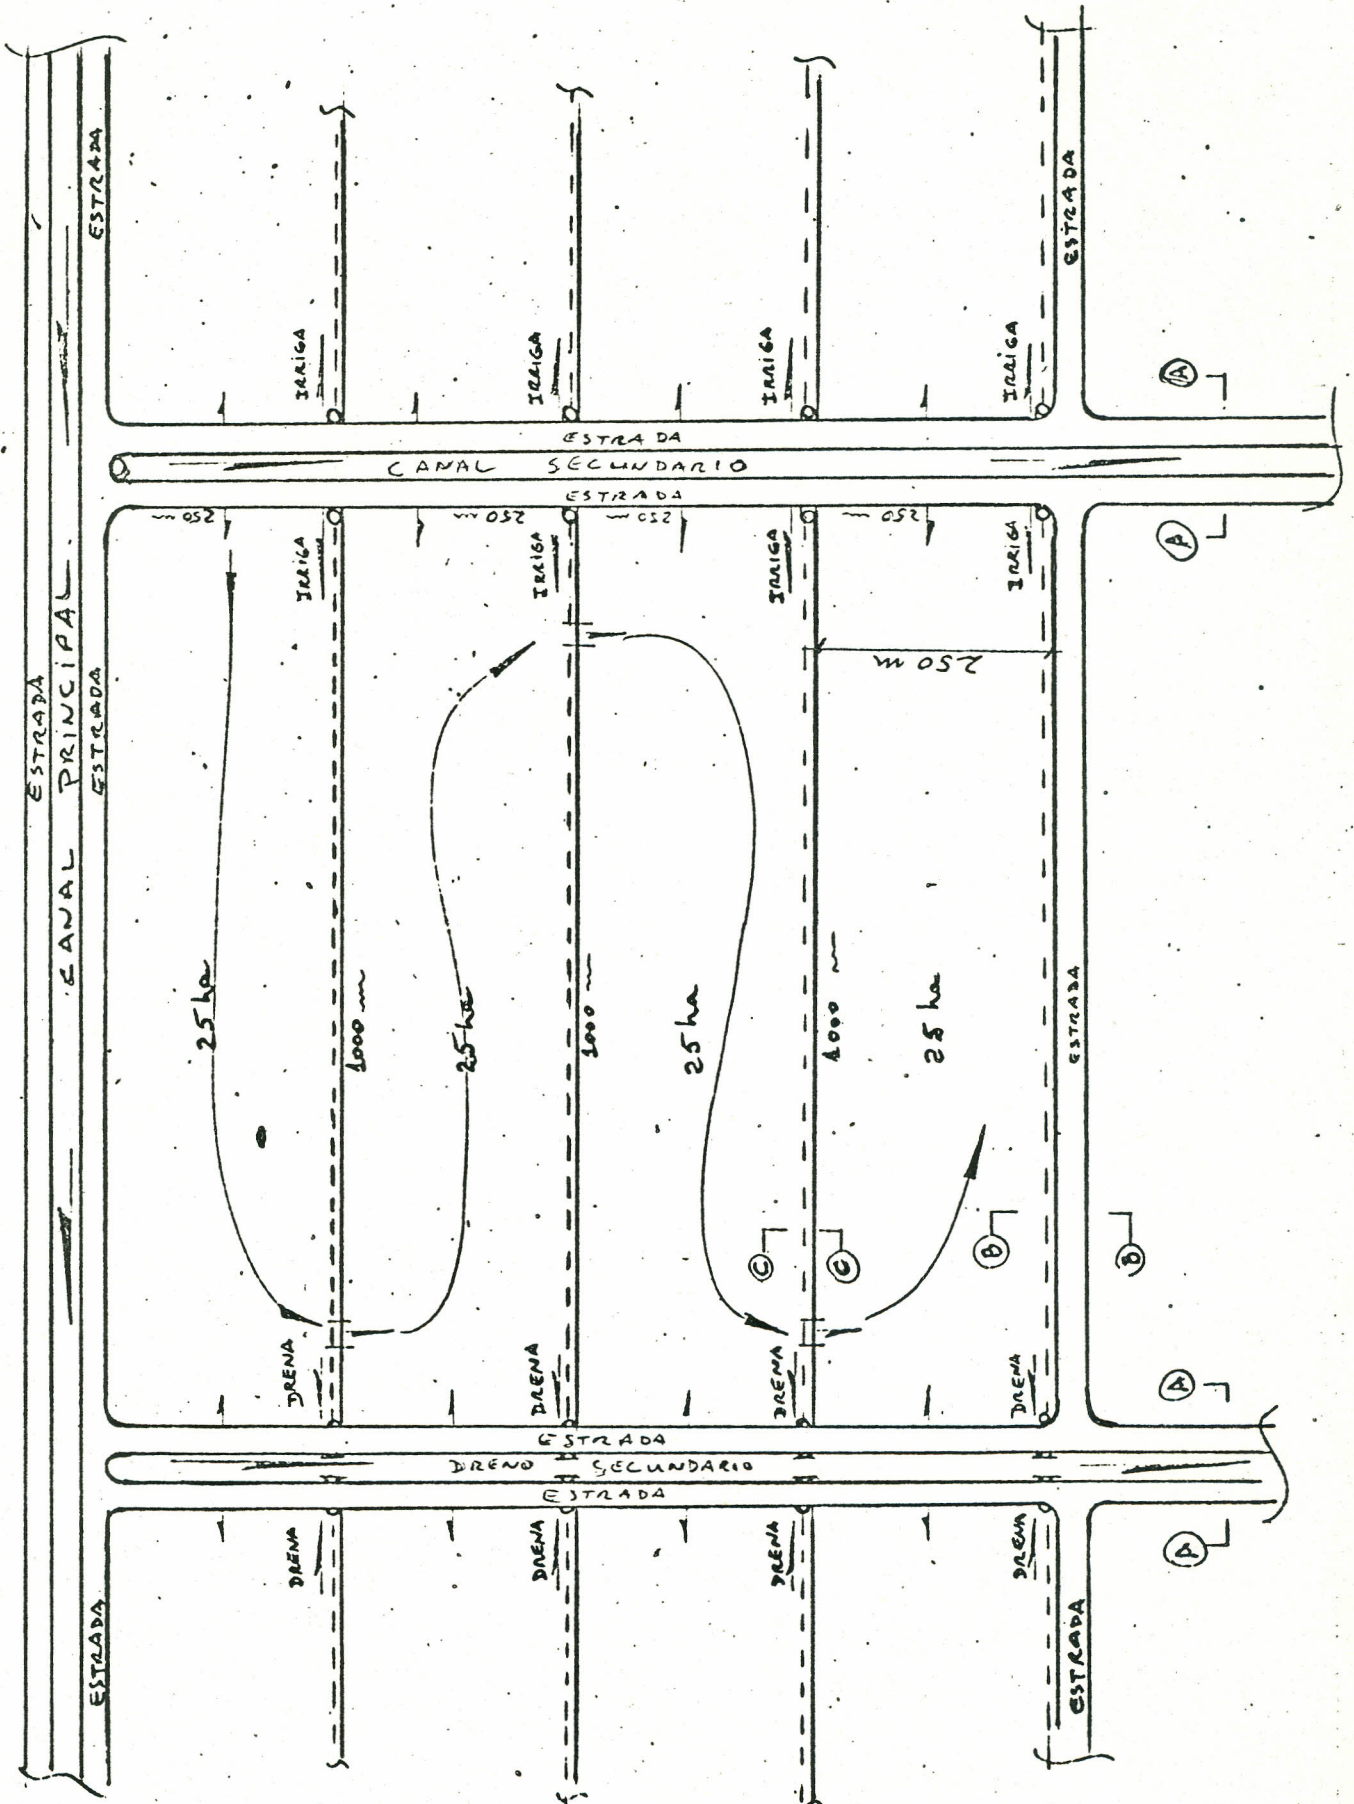 ESTRADA
ESTRADA
IRRIGA
IRRIGA
IRRIGA
IRRIGA
A
ESTRADA
CANAL SECUNDARIO
ESTRADA
250 m
250 m
250 m
250 m
A
IRRIGA
IRRIGA
IRRIGA
IRRIGA
250 m
ESTRADA
CANAL PRINCIPAL
ESTRADA
25 ha
1000 m
25 ha
1000 m
25 ha
1000 m
25 ha
ESTRADA
C
C
B
B
DRENA
DRENA
DRENA
DRENA
A
ESTRADA
DRENO SECUNDARIO
ESTRADA
DRENA
DRENA
DRENA
DRENA
A
ESTRADA
ESTRADA